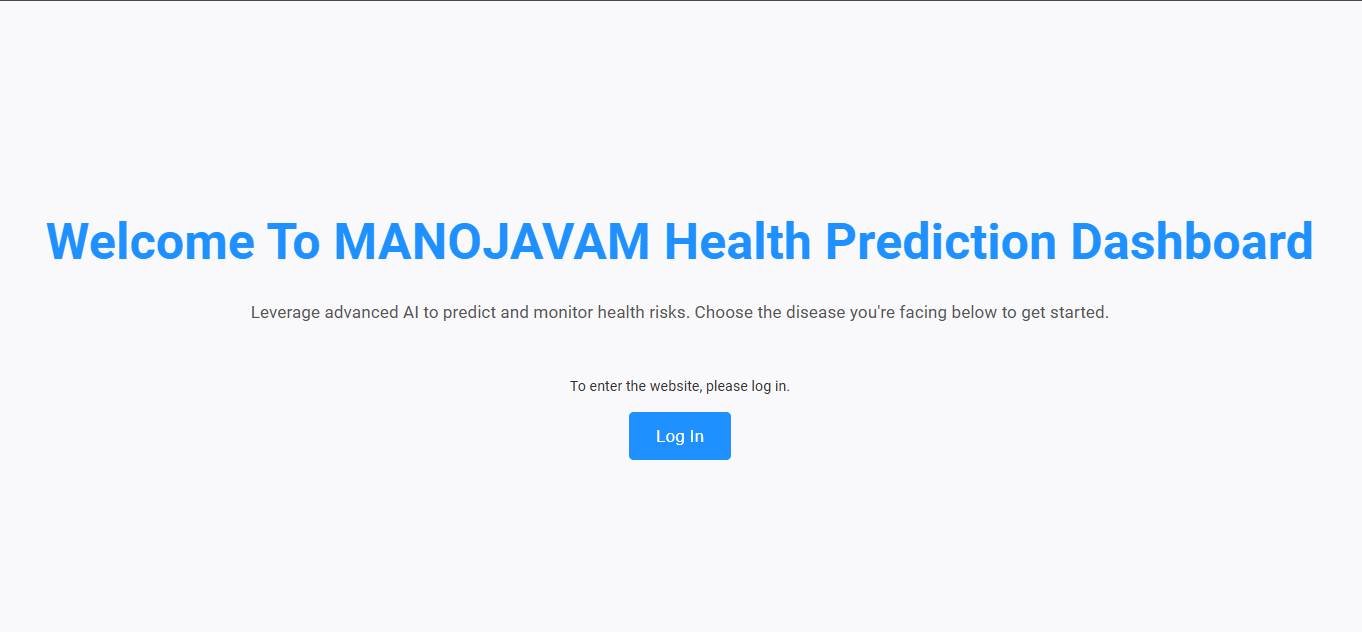 Welcome To MANOJAVAM Health Prediction Dashboard
Leverage advanced AI to predict and monitor health risks. Choose the disease you're facing below to get started.
To enter the website, please log in.
Log In